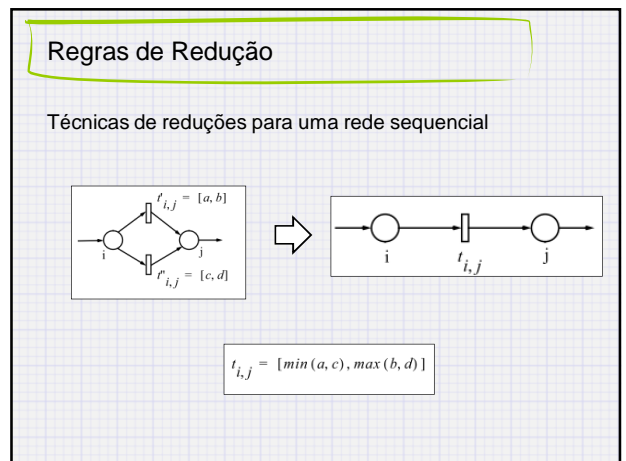 Regras de Redução
Técnicas de reduções para uma rede sequencial
t'i,j = [a, b]
i
j
t"i,j = [c, d]
i
ti,j
j
ti,j = [min (a, c) , max (b, d) ]